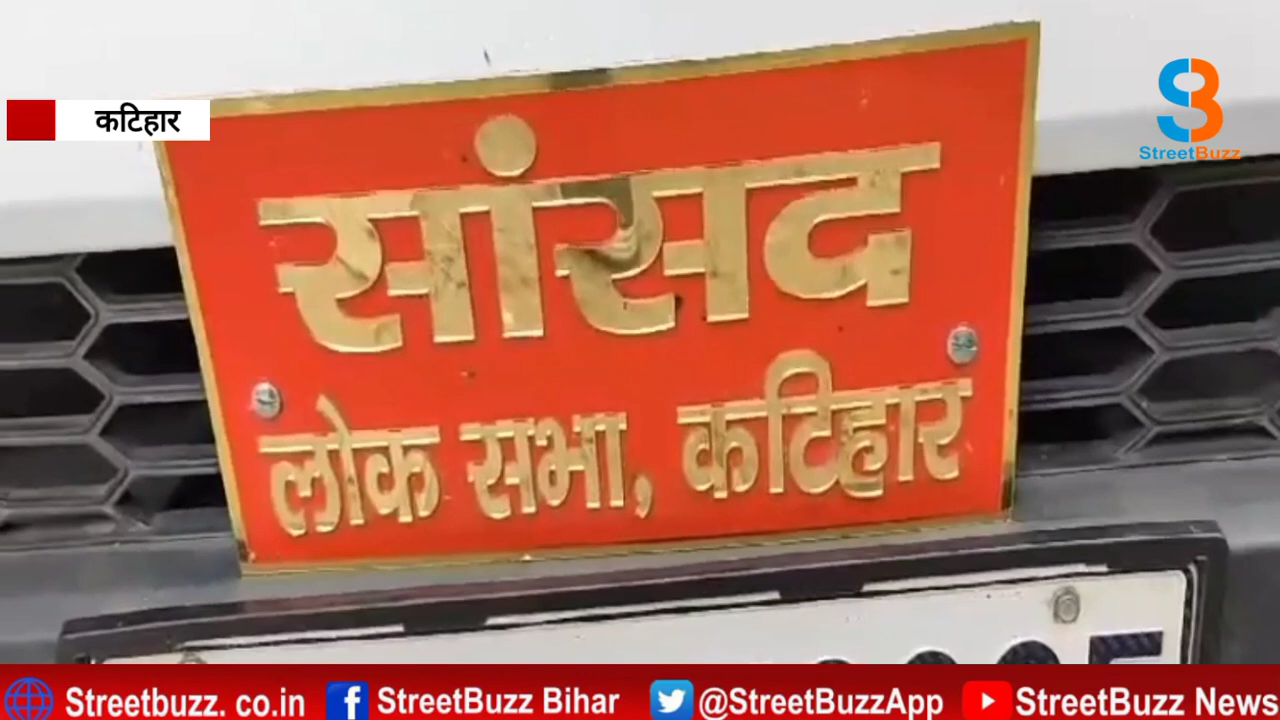 कटिहार
StreetBuzz
सांसद
लोक सभा, कटिहार
Streetbuzz. co.in
StreetBuzz Bihar
@StreetBuzzApp
StreetBuzz News